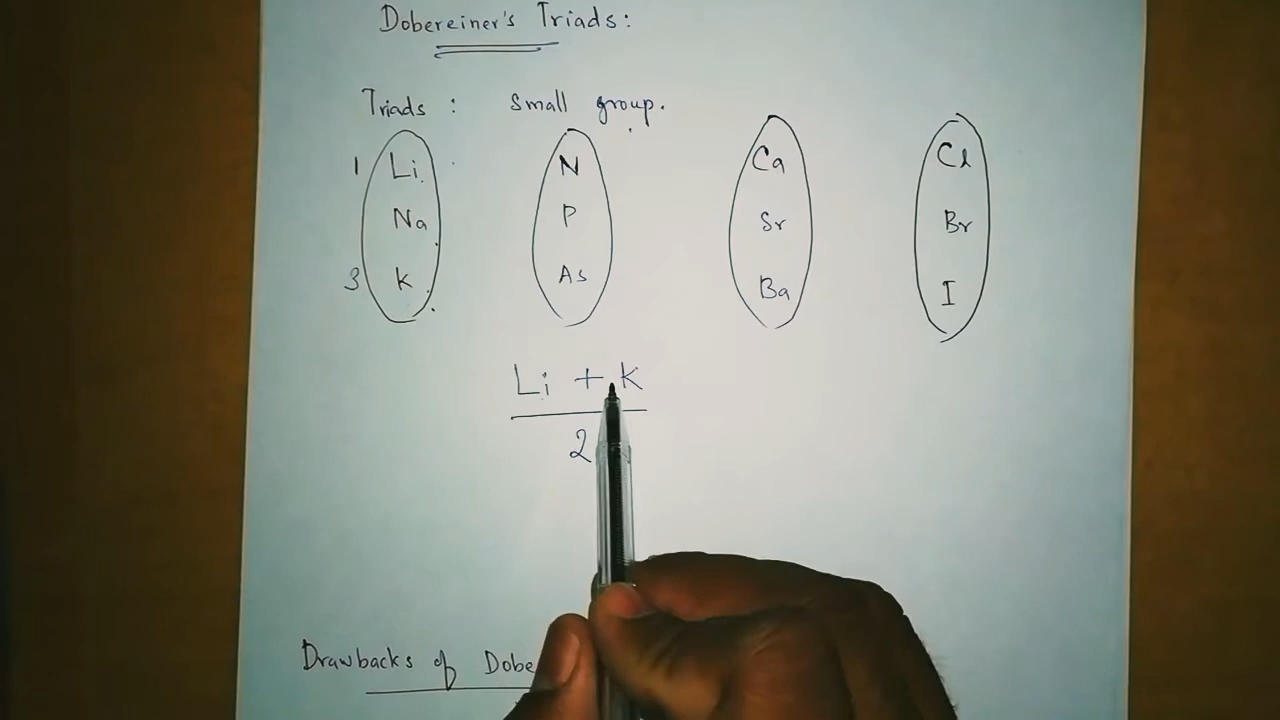 Dobereiner's Triads:
Triads : Small group.
1 Li N Ca Cl
Na P Sr Br
3 K As Ba I
Li + K
2
Drawbacks of Dobe